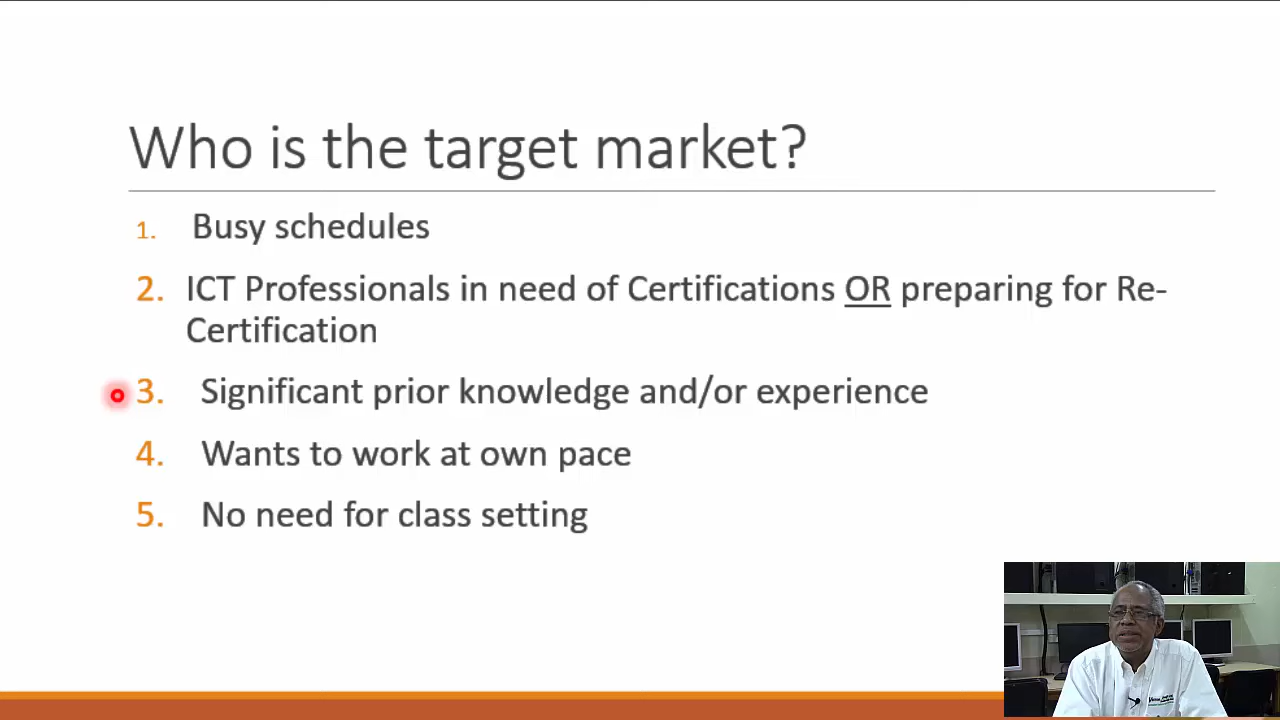 Who is the target market?
1. Busy schedules
2. ICT Professionals in need of Certifications OR preparing for Re-
Certification
3. Significant prior knowledge and/or experience
4. Wants to work at own pace
5. No need for class setting